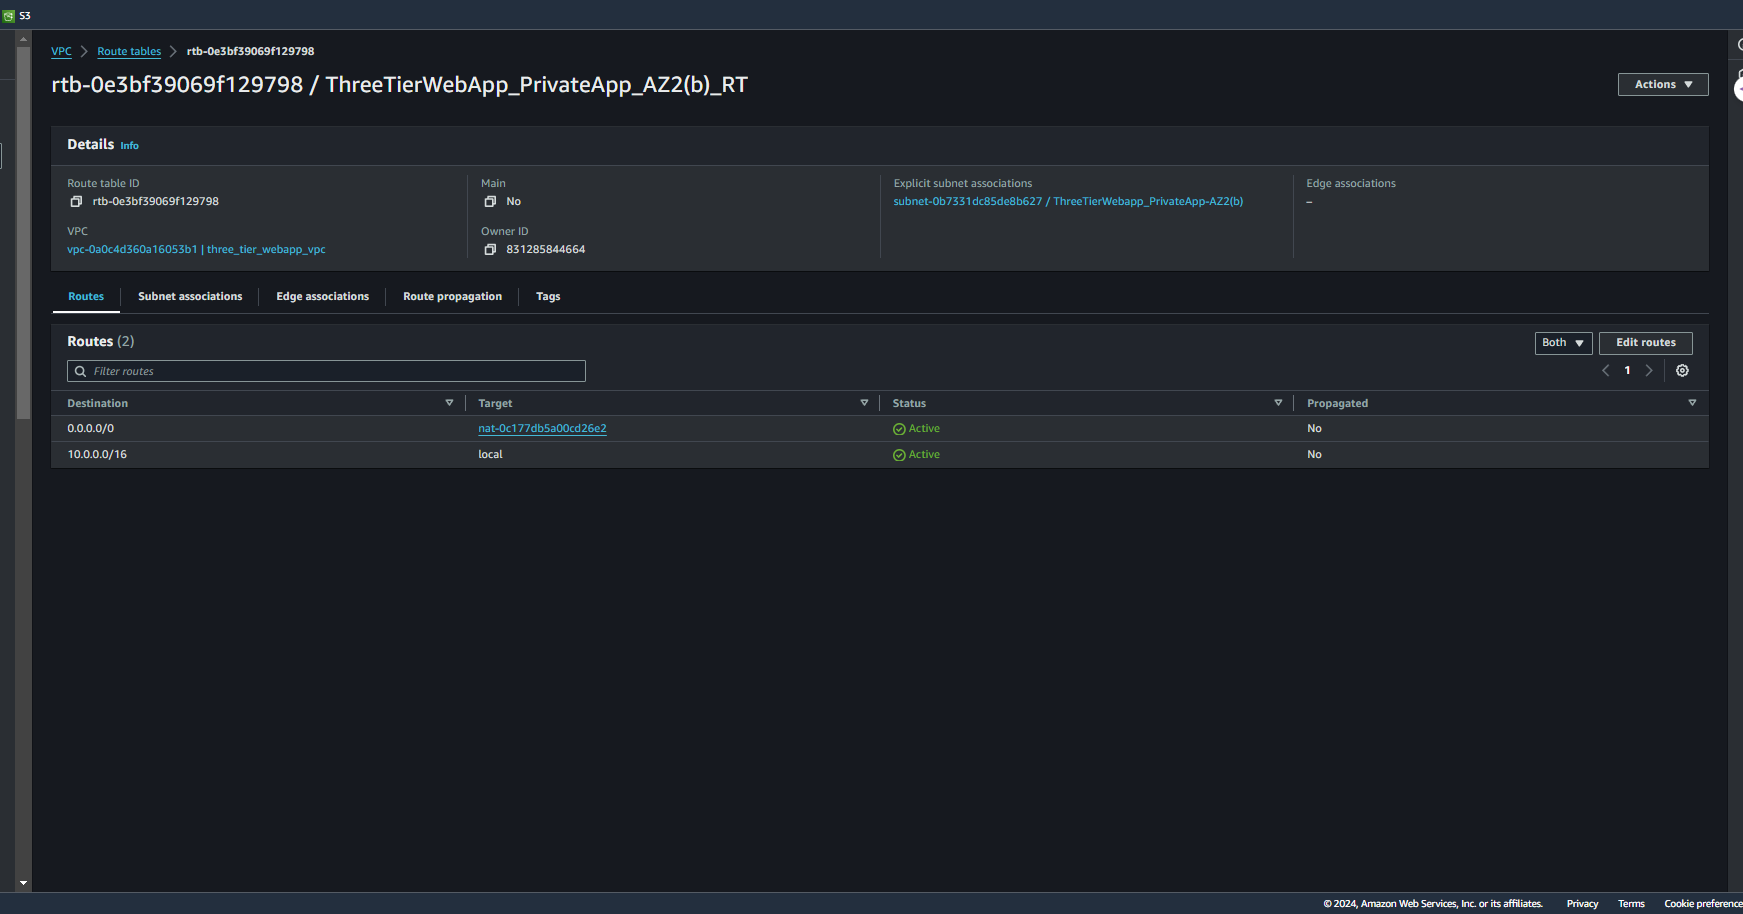 S3
VPC > Route tables > rtb-0e3bf39069f129798
rtb-0e3bf39069f129798 / ThreeTierWebApp_PrivateApp_AZ2(b)_RT
Actions
Details Info
Route table ID
rtb-0e3bf39069f129798
VPC
vpc-0a0c4d360a16053b1 | three_tier_webapp_vpc
Main
No
Owner ID
831285844664
Explicit subnet associations
subnet-0b7331dc85de8b627 / ThreeTierWebapp_PrivateApp-AZ2(b)
Edge associations
–
Routes Subnet associations Edge associations Route propagation Tags
Routes (2)
Both Edit routes
Filter routes
1
Destination Target Status Propagated
0.0.0.0/0 nat-0c177db5a00cd26e2 Active No
10.0.0.0/16 local Active No
© 2024, Amazon Web Services, Inc. or its affiliates. Privacy Terms Cookie preference